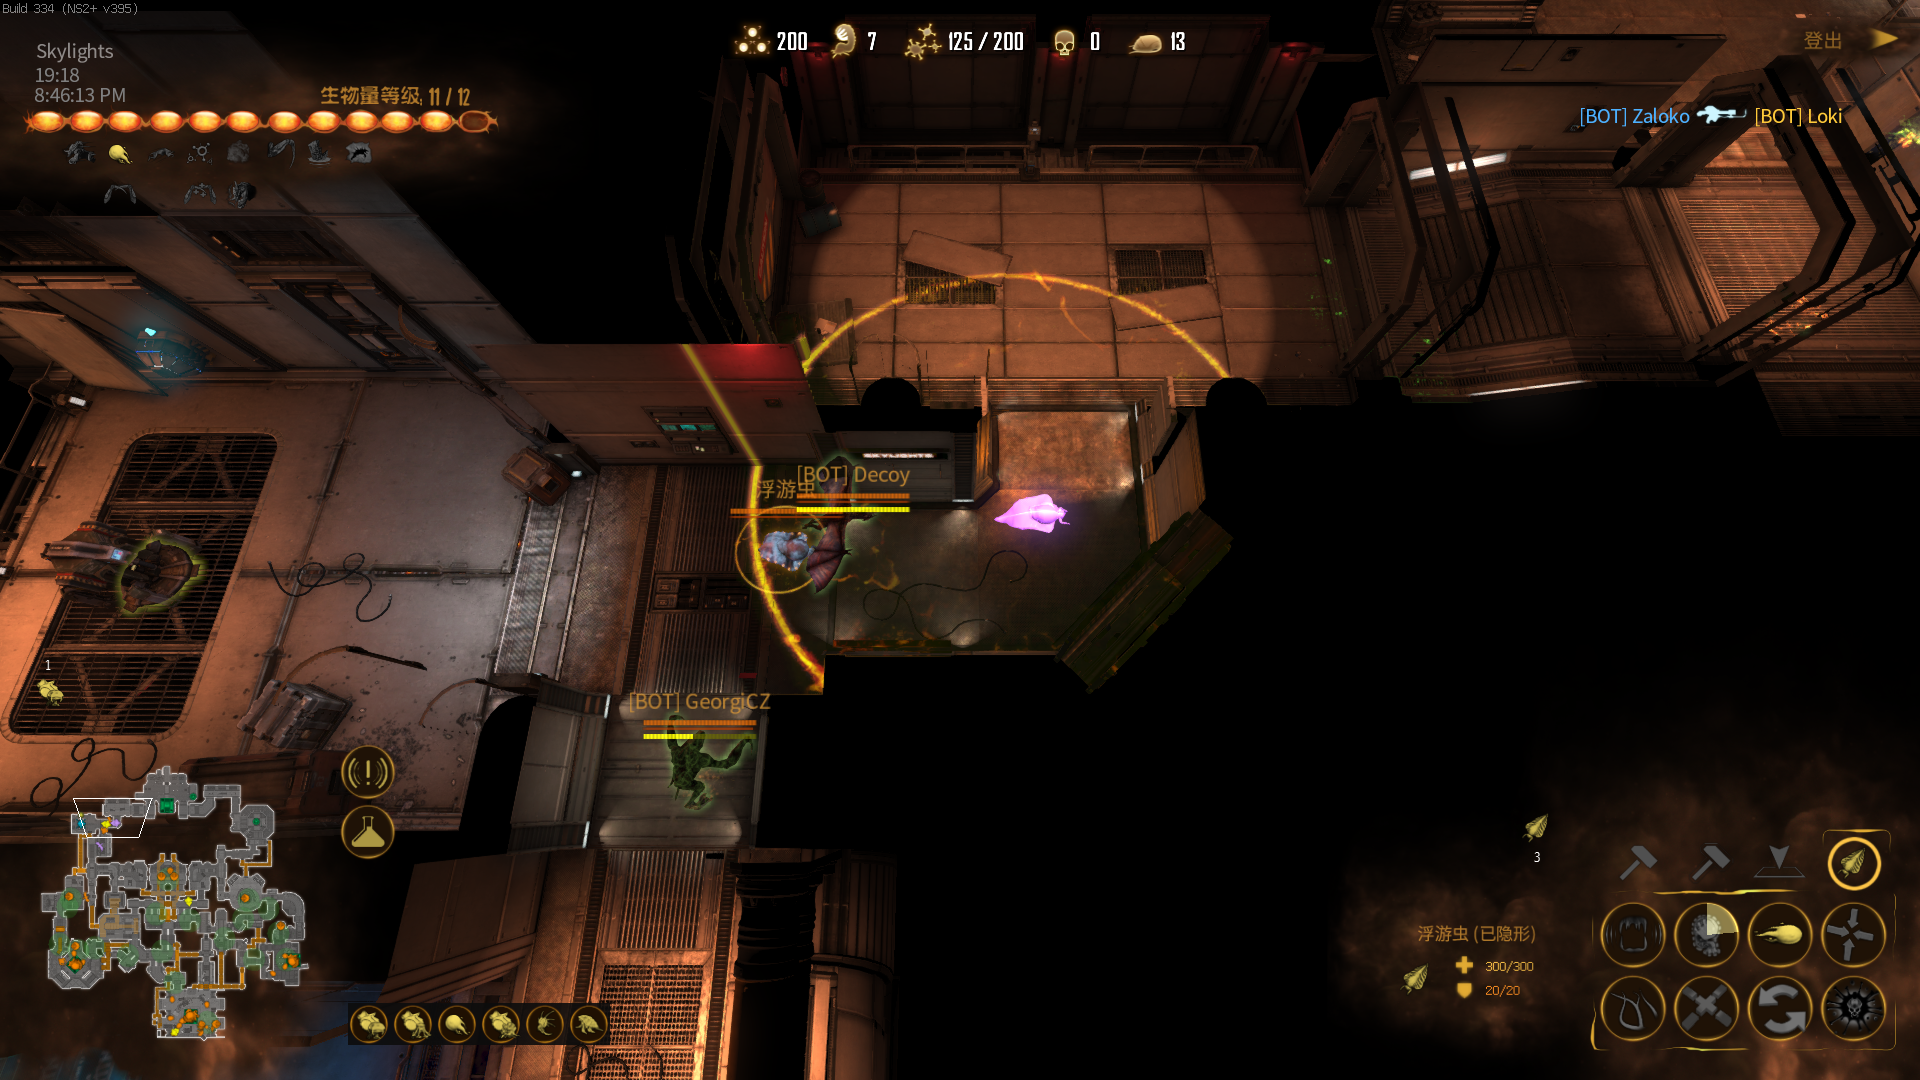 Build 334 (NS2+ v395)
200
7
125 / 200
0
13
登出
Skylights
19:18
8:46:13 PM
生物量等级, 11 / 12
[BOT] Zaloko
[BOT] Loki
SKYLIGHTS
[BOT] Decoy
浮游虫
1
[BOT] GeorgiCZ
3
浮游虫 (已隐形)
300/300
20/20